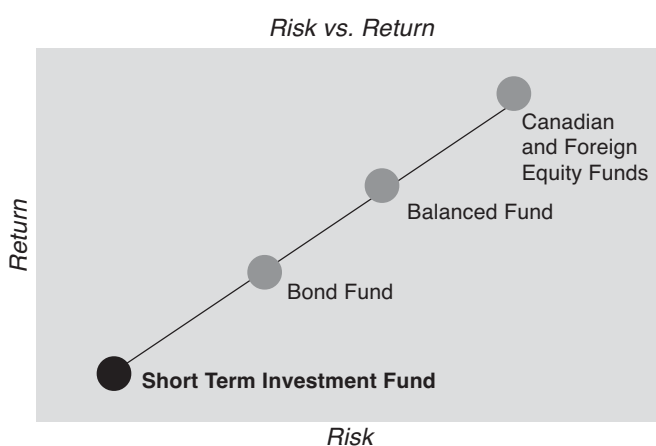 Risk vs. Return
Canadian
and Foreign
Equity Funds
Return
Balanced Fund
Bond Fund
Short Term Investment Fund
Risk